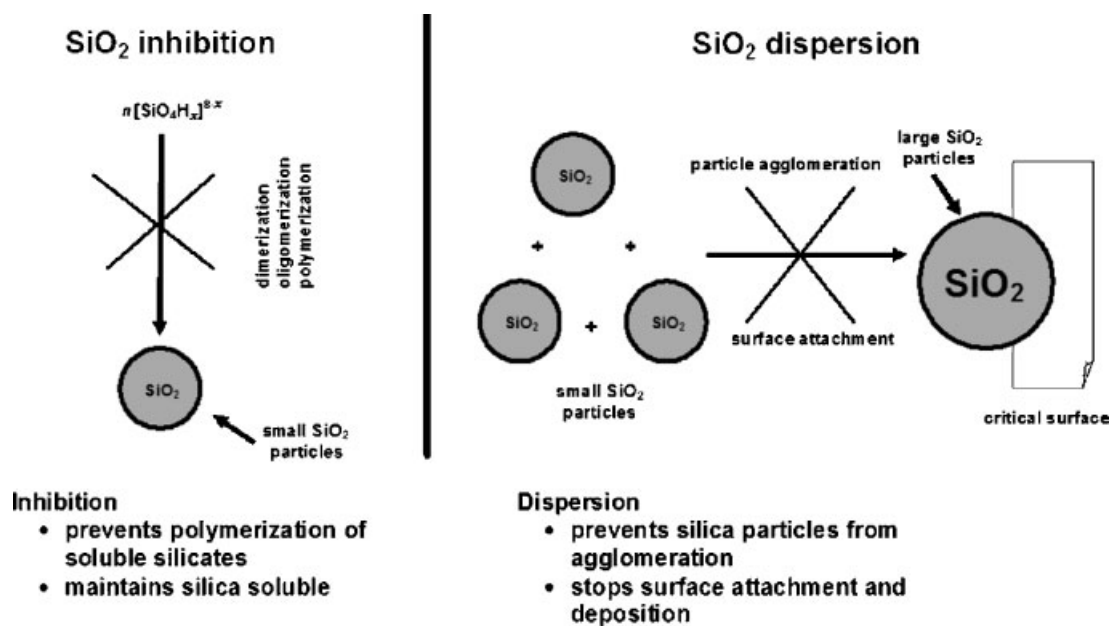 SiO₂ inhibition
n[SiO₄Hₓ]⁸⁻ˣ
dimerization
oligomerization
polymerization
SiO₂
small SiO₂
particles
Inhibition
• prevents polymerization of
soluble silicates
• maintains silica soluble
SiO₂ dispersion
SiO₂
+
+
SiO₂
+
SiO₂
small SiO₂
particles
particle agglomeration
surface attachment
large SiO₂
particles
SiO₂
critical surface
Dispersion
• prevents silica particles from
agglomeration
• stops surface attachment and
deposition